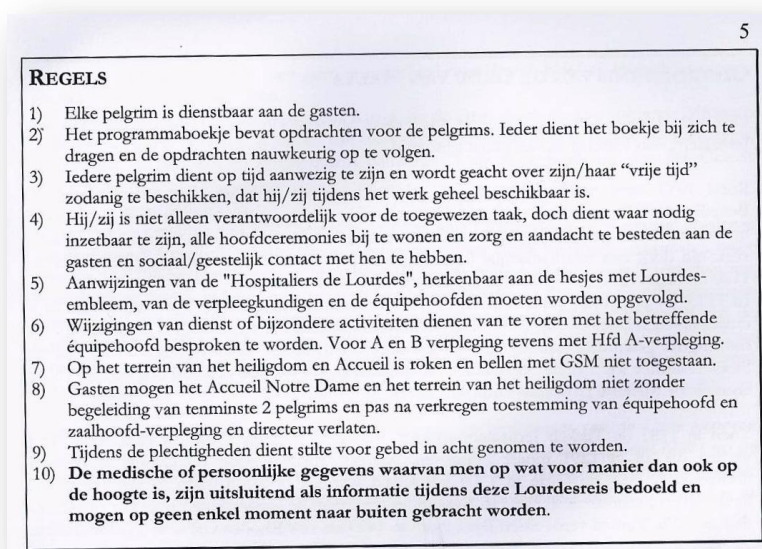 5
REGELS
1) Elke pelgrim is dienstbaar aan de gasten.
2) Het programmaboekje bevat opdrachten voor de pelgrims. Ieder dient het boekje bij zich te
dragen en de opdrachten nauwkeurig op te volgen.
3) Iedere pelgrim dient op tijd aanwezig te zijn en wordt geacht over zijn/haar “vrije tijd”
zodanig te beschikken, dat hij/zij tijdens het werk geheel beschikbaar is.
4) Hij/zij is niet alleen verantwoordelijk voor de toegewezen taak, doch dient waar nodig
inzetbaar te zijn, alle hoofdceremonies bij te wonen en zorg en aandacht te besteden aan de
gasten en sociaal/geestelijk contact met hen te hebben.
5) Aanwijzingen van de "Hospitaliers de Lourdes", herkenbaar aan de hesjes met Lourdes-
embleem, van de verpleegkundigen en de équipehoofden moeten worden opgevolgd.
6) Wijzigingen van dienst of bijzondere activiteiten dienen van te voren met het betreffende
équipehoofd besproken te worden. Voor A en B verpleging tevens met Hfd A-verpleging.
7) Op het terrein van het heiligdom en Accueil is roken en bellen met GSM niet toegestaan.
8) Gasten mogen het Accueil Notre Dame en het terrein van het heiligdom niet zonder
begeleiding van tenminste 2 pelgrims en pas na verkregen toestemming van équipehoofd en
zaalhoofd-verpleging en directeur verlaten.
9) Tijdens de plechtigheden dient stilte voor gebed in acht genomen te worden.
10) De medische of persoonlijke gegevens waarvan men op wat voor manier dan ook op
de hoogte is, zijn uitsluitend als informatie tijdens deze Lourdesreis bedoeld en
mogen op geen enkel moment naar buiten gebracht worden.